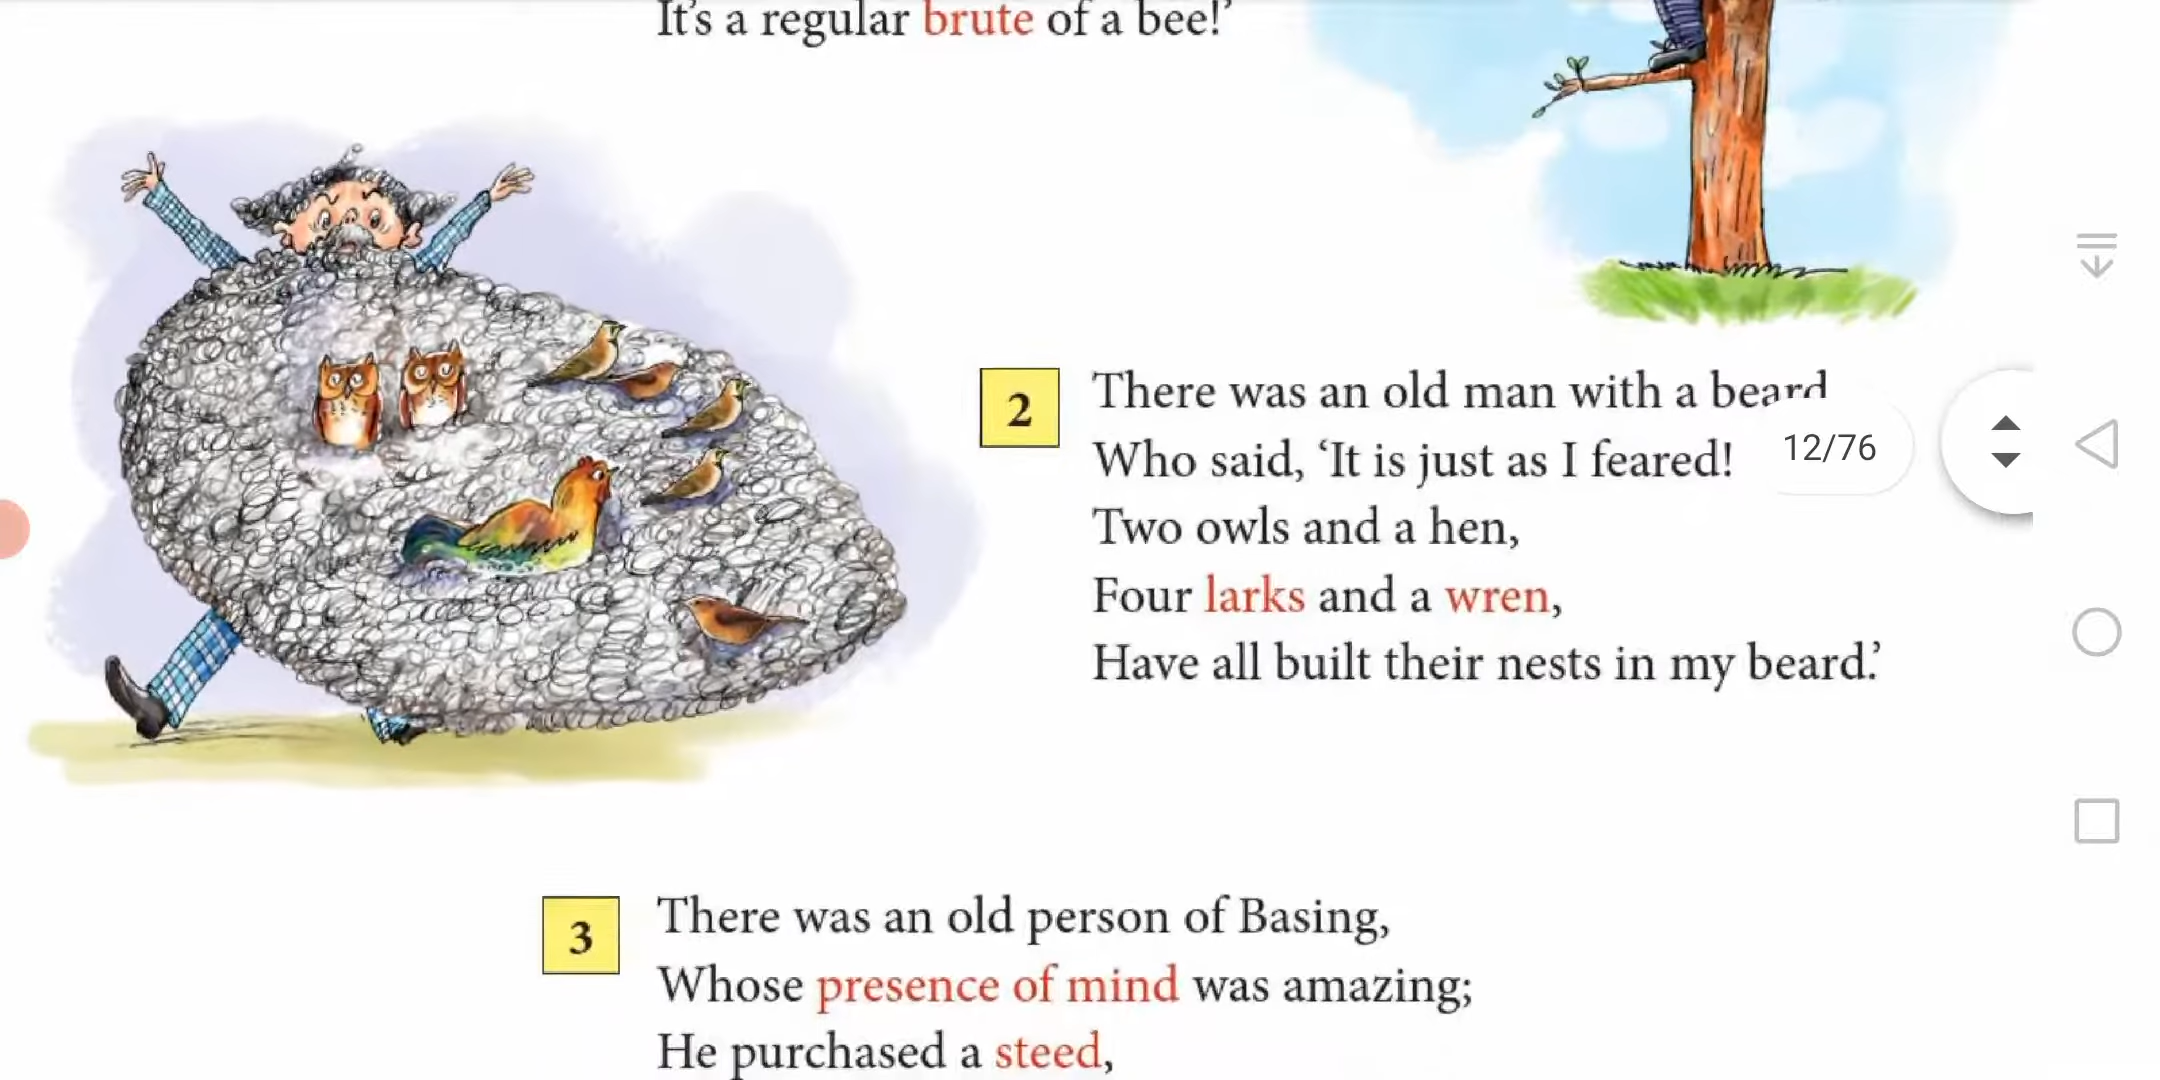 It's a regular brute of a bee!’
2
There was an old man with a beard
Who said, ‘It is just as I feared!
12/76
Two owls and a hen,
Four larks and a wren,
Have all built their nests in my beard.’
3
There was an old person of Basing,
Whose presence of mind was amazing;
He purchased a steed,